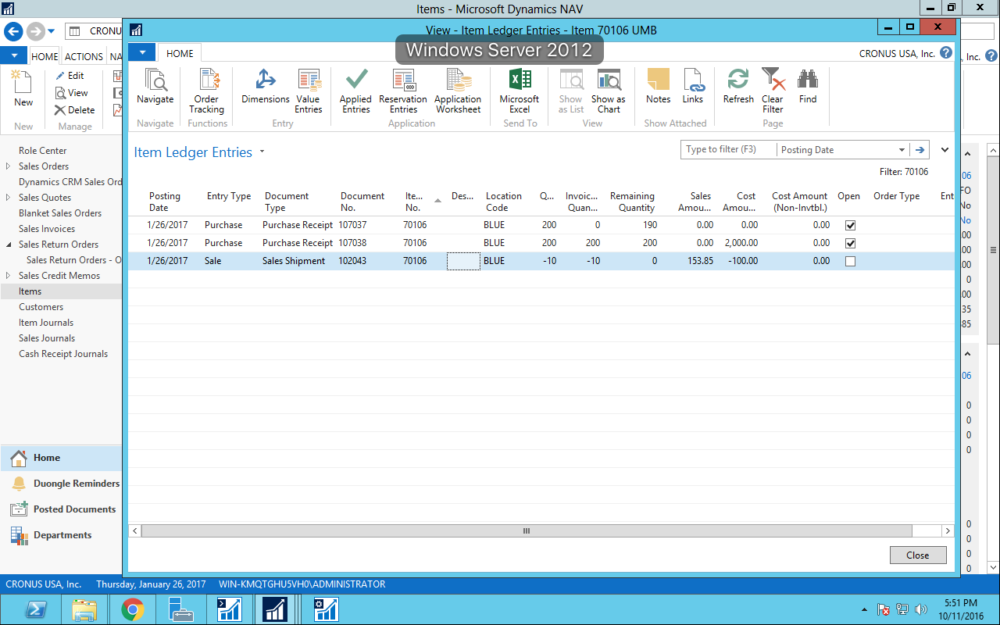 Items - Microsoft Dynamics NAV
CRONU
HOME ACTIONS NA
New
Edit
View
Delete
New Manage
Role Center
Sales Orders
Dynamics CRM Sales Ord
Sales Quotes
Blanket Sales Orders
Sales Invoices
Sales Return Orders
Sales Return Orders - O
Sales Credit Memos
Items
Customers
Item Journals
Sales Journals
Cash Receipt Journals
Home
Duongle Reminders
Posted Documents
Departments
View - Item Ledger Entries - Item 70106 UMB
Windows Server 2012
HOME
CRONUS USA, Inc.
, Inc.
Navigate
Order Tracking
Dimensions
Value Entries
Applied Entries
Reservation Entries
Application Worksheet
Microsoft Excel
Show as List
Show as Chart
Notes
Links
Refresh
Clear Filter
Find
Navigate Functions Entry Application Send To View Show Attached Page
Item Ledger Entries
Type to filter (F3) Posting Date
Filter: 70106
Posting Date Entry Type Document Type Document No. Ite... No. Des... Location Code Q... Invoic... Quan... Remaining Quantity Sales Amou... Cost Amou... Cost Amount (Non-Invtbl.) Open Order Type Ent
1/26/2017 Purchase Purchase Receipt 107037 70106 BLUE 200 0 190 0.00 0.00 0.00
1/26/2017 Purchase Purchase Receipt 107038 70106 BLUE 200 200 200 0.00 2,000.00 0.00
1/26/2017 Sale Sales Shipment 102043 70106 BLUE -10 -10 0 153.85 -100.00 0.00
06
FO
No
No
00
00
00
0
00
35
85
06
0
0
0
0
0
0
0
0
Close
CRONUS USA, Inc. Thursday, January 26, 2017 WIN-KMQTGHU5VH0\ADMINISTRATOR
5:51 PM
10/11/2016